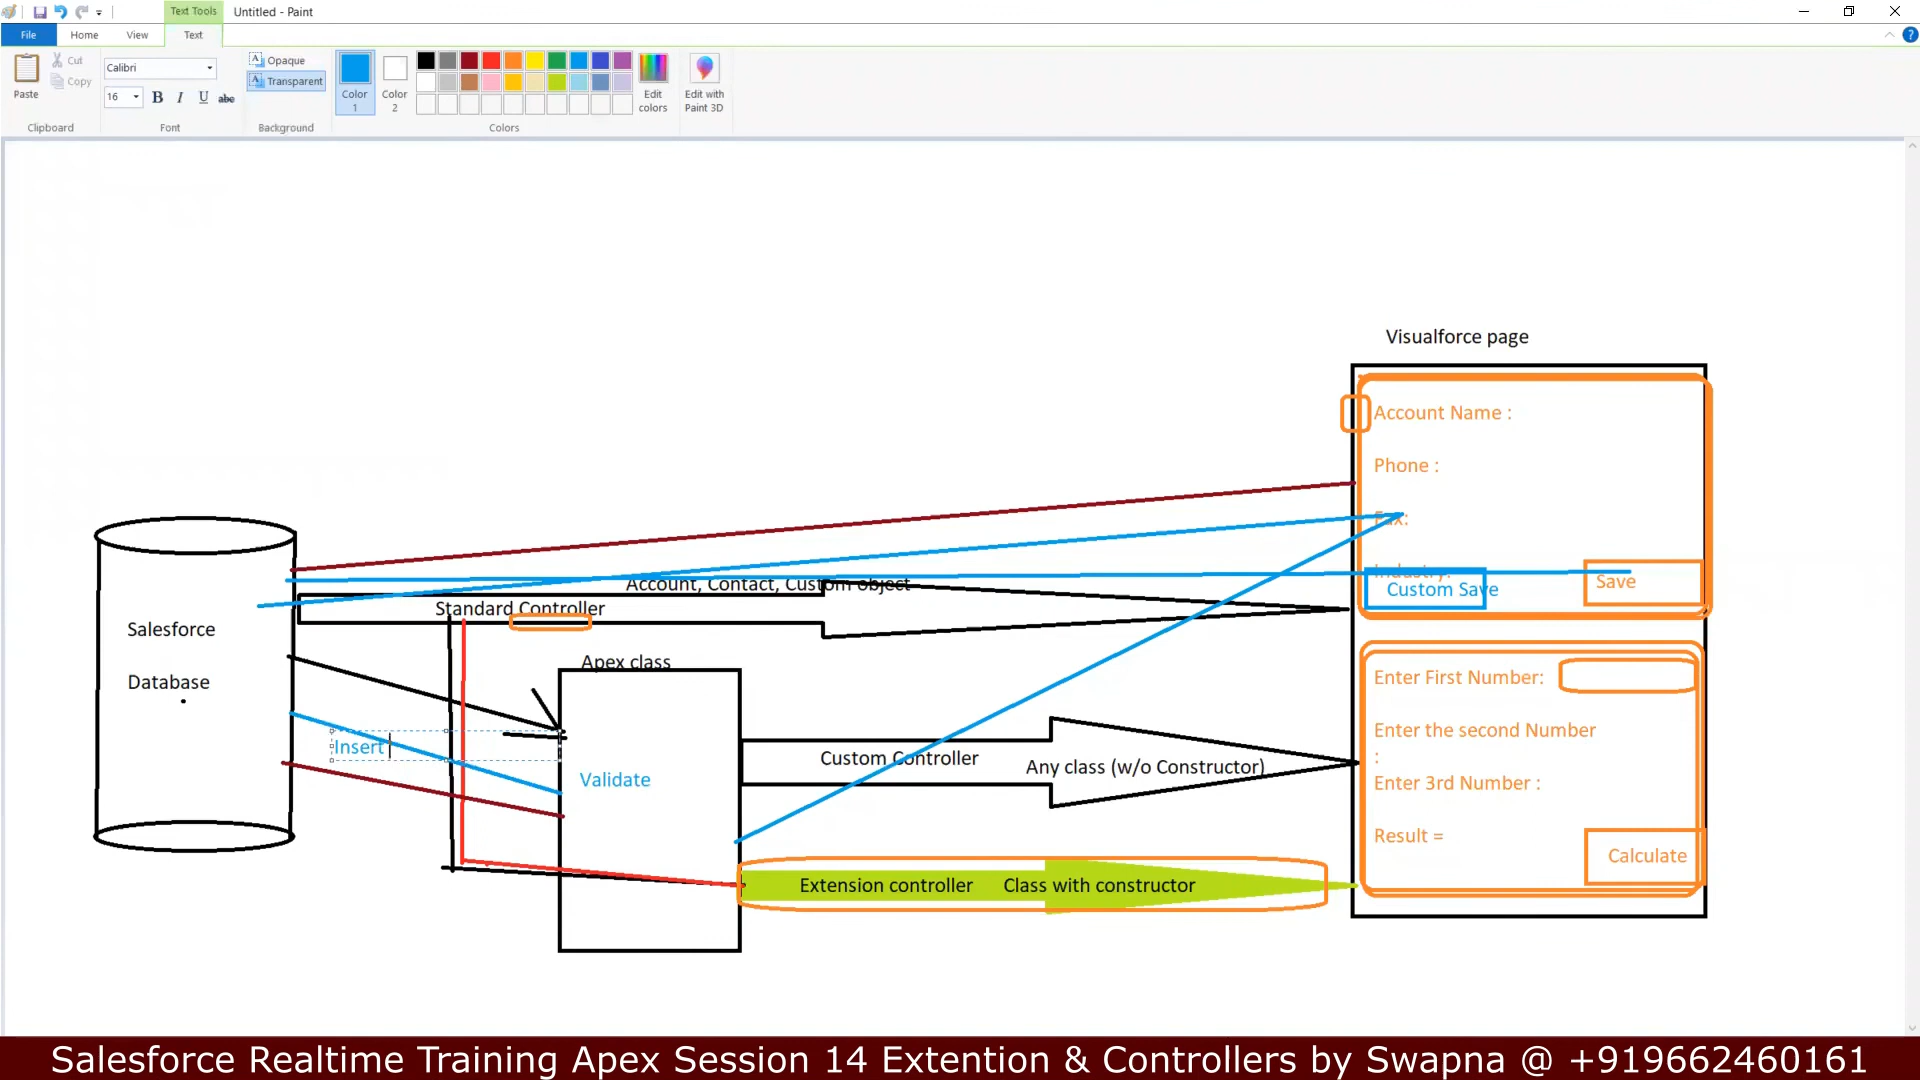 Text Tools
Untitled - Paint
File
Home
View
Text
Paste
Cut
Copy
Clipboard
Calibri
16
B I U abc
Font
Opaque
Transparent
Background
Color 1
Color 2
Edit colors
Colors
Edit with Paint 3D
Visualforce page
Account Name :
Phone :
Fax:
Industry:
Custom Save
Save
Account, Contact, Custom object
Standard Controller
Salesforce
Database
Apex class
Insert
Validate
Custom Controller
Any class (w/o Constructor)
Enter First Number:
Enter the second Number
:
Enter 3rd Number :
Result =
Calculate
Extension controller
Class with constructor
Salesforce Realtime Training Apex Session 14 Extention & Controllers by Swapna @ +919662460161